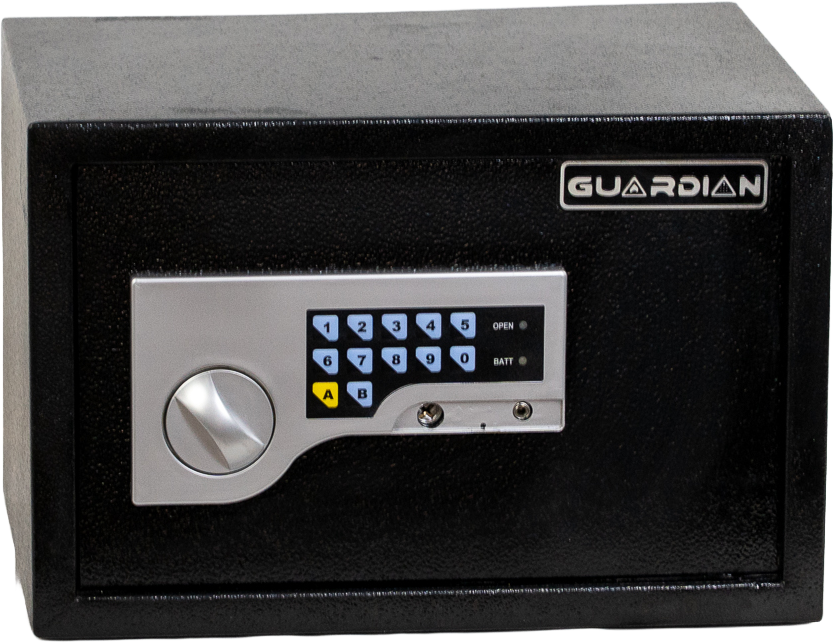 GUARDIAN
1 2 3 4 5 OPEN
6 7 8 9 0 BATT
A B